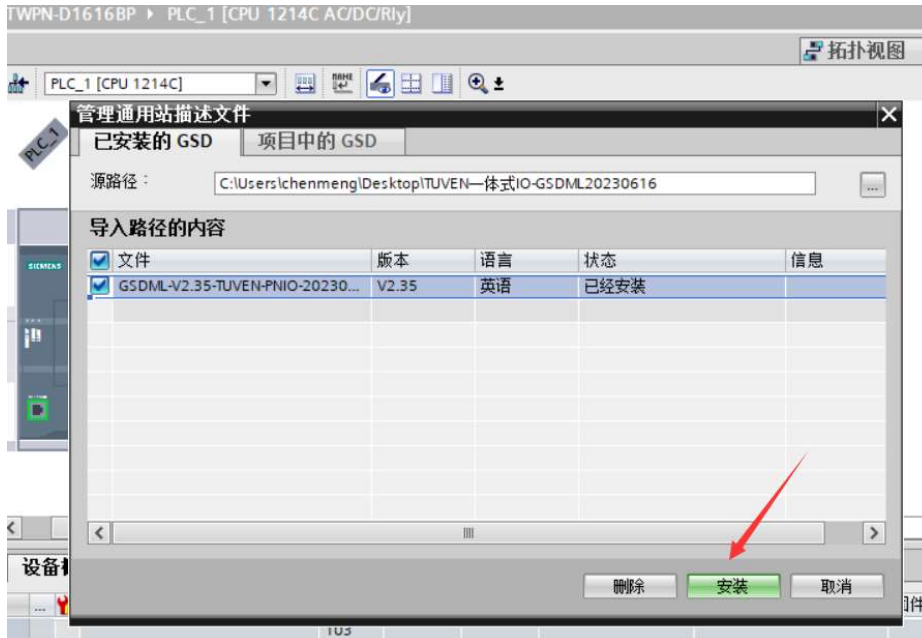 TWPN-D1616BP ▸ PLC_1 [CPU 1214C AC/DC/Rly]
拓扑视图
PLC_1 [CPU 1214C]
管理通用站描述文件
PLC_1
已安装的 GSD
项目中的 GSD
源路径：
C:\Users\chenmeng\Desktop\TUVEN一体式IO-GSDML20230616
...
导入路径的内容
文件 版本 语言 状态 信息
SIEMENS
GSDML-V2.35-TUVEN-PNIO-20230... V2.35 英语 已经安装
删除 安装 取消
...
103